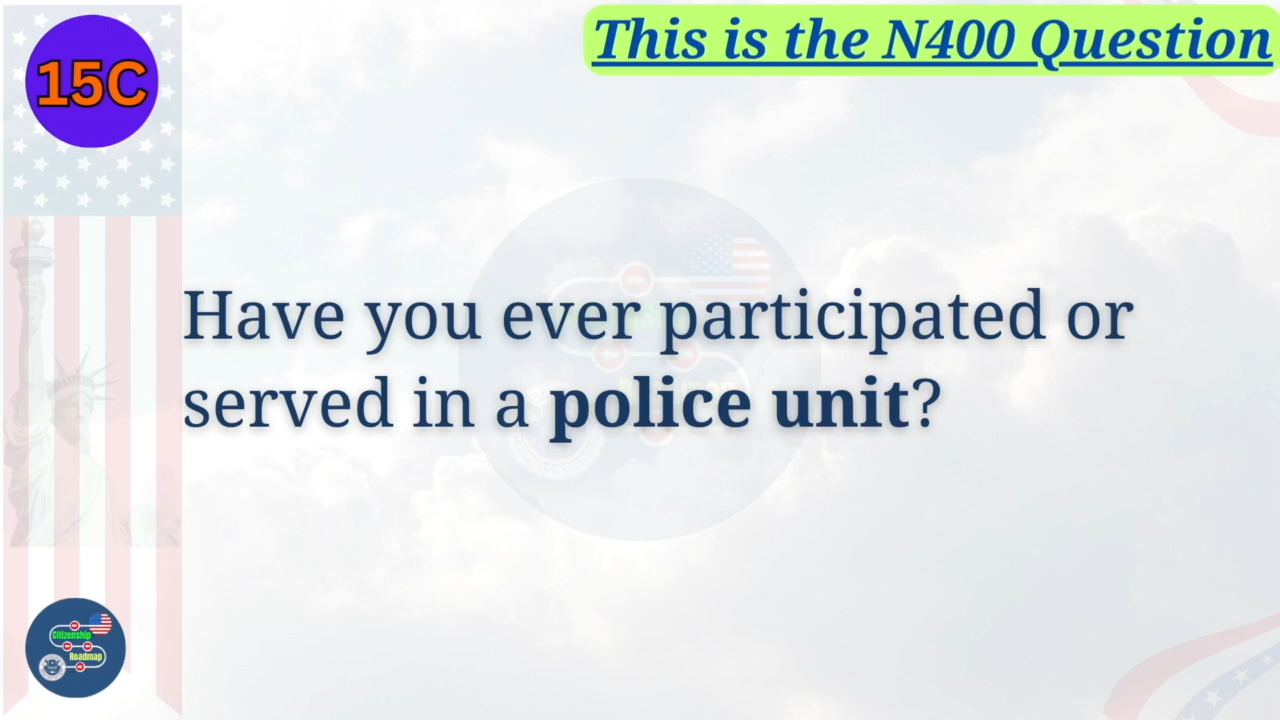 15C
This is the N400 Question
Have you ever participated or
served in a police unit?
Citizenship
Roadmap